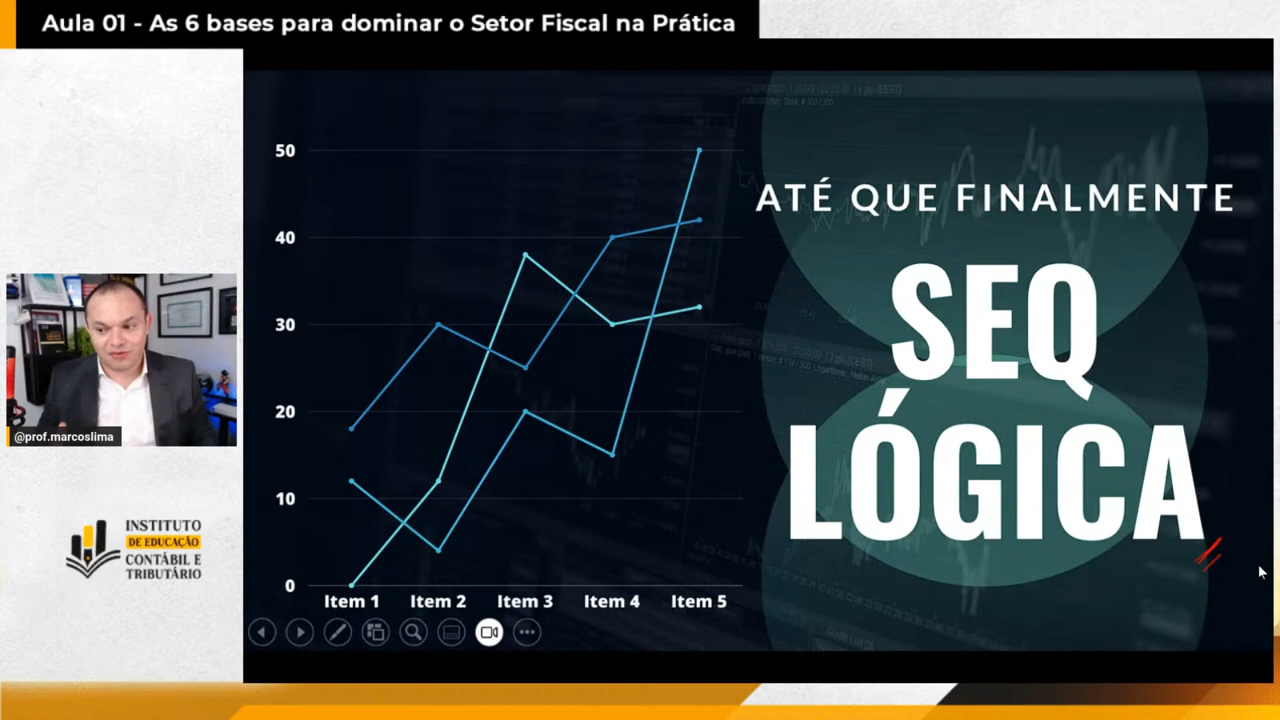 Aula 01 - As 6 bases para dominar o Setor Fiscal na Prática
50
40
30
20
10
0
Item 1
Item 2
Item 3
Item 4
Item 5
ATÉ QUE FINALMENTE
SEQ
LÓGICA
@prof.marcoslima
INSTITUTO
DE EDUCAÇÃO
CONTÁBIL E
TRIBUTÁRIO